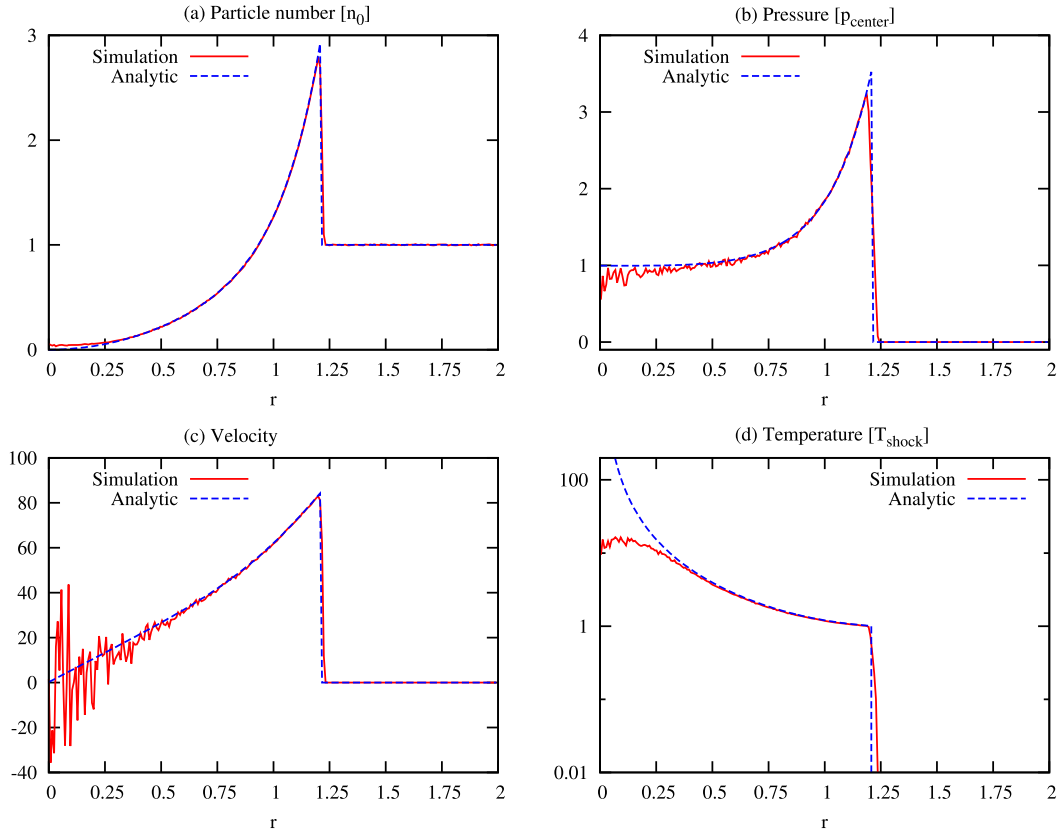 (a) Particle number [n0]
3
2
1
0
Simulation
Analytic
0 0.25 0.5 0.75 1 1.25 1.5 1.75 2
r
(b) Pressure [pcenter]
4
3
2
1
0
Simulation
Analytic
0 0.25 0.5 0.75 1 1.25 1.5 1.75 2
r
(c) Velocity
100
80
60
40
20
0
-20
-40
Simulation
Analytic
0 0.25 0.5 0.75 1 1.25 1.5 1.75 2
r
(d) Temperature [Tshock]
100
1
0.01
Simulation
Analytic
0 0.25 0.5 0.75 1 1.25 1.5 1.75 2
r